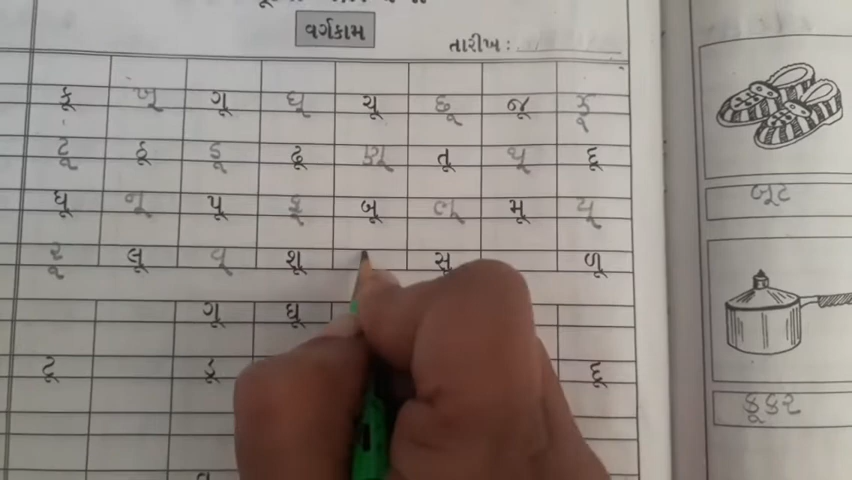 વર્ગકામ
તારીખ :
કૂ ખૂ ગૂ ઘૂ ચૂ છૂ જૂ ઝૂ
ટૂ ઠૂ ડૂ ઢૂ ણૂ તૂ થૂ દૂ
ધૂ નૂ પૂ ફૂ બૂ ભૂ મૂ યૂ
રૂ લૂ વૂ શૂ સૂ ળૂ
ગૂ ઘૂ
ટૂ ડૂ દૂ
બૂટ
કૂકર